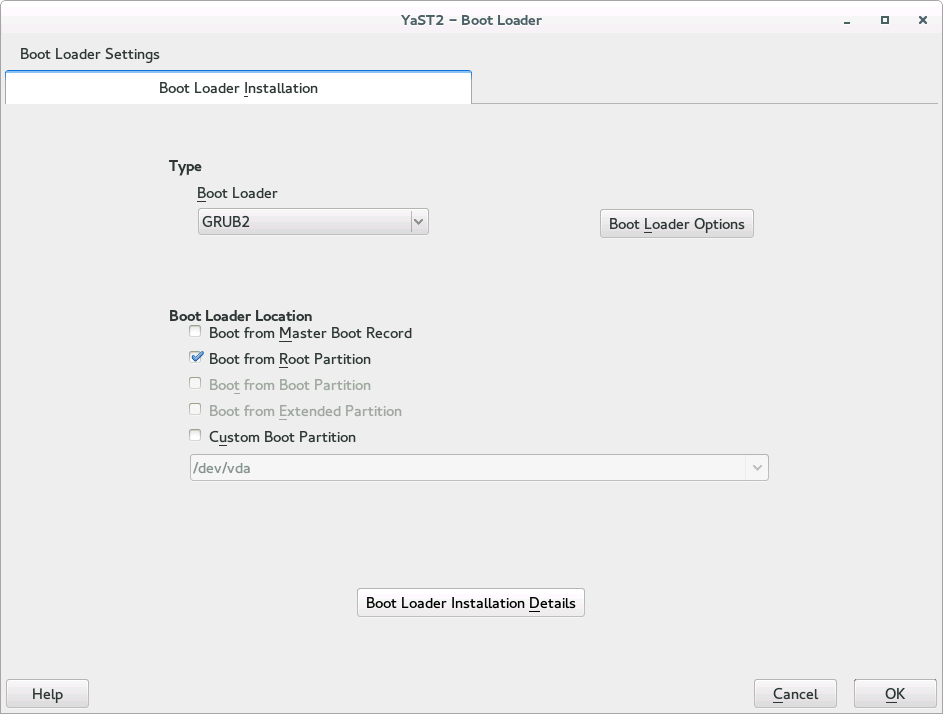 YaST2 - Boot Loader
Boot Loader Settings
Boot Loader Installation
Type
Boot Loader
GRUB2
Boot Loader Options
Boot Loader Location
Boot from Master Boot Record
Boot from Root Partition
Boot from Boot Partition
Boot from Extended Partition
Custom Boot Partition
/dev/vda
Boot Loader Installation Details
Help
Cancel
OK